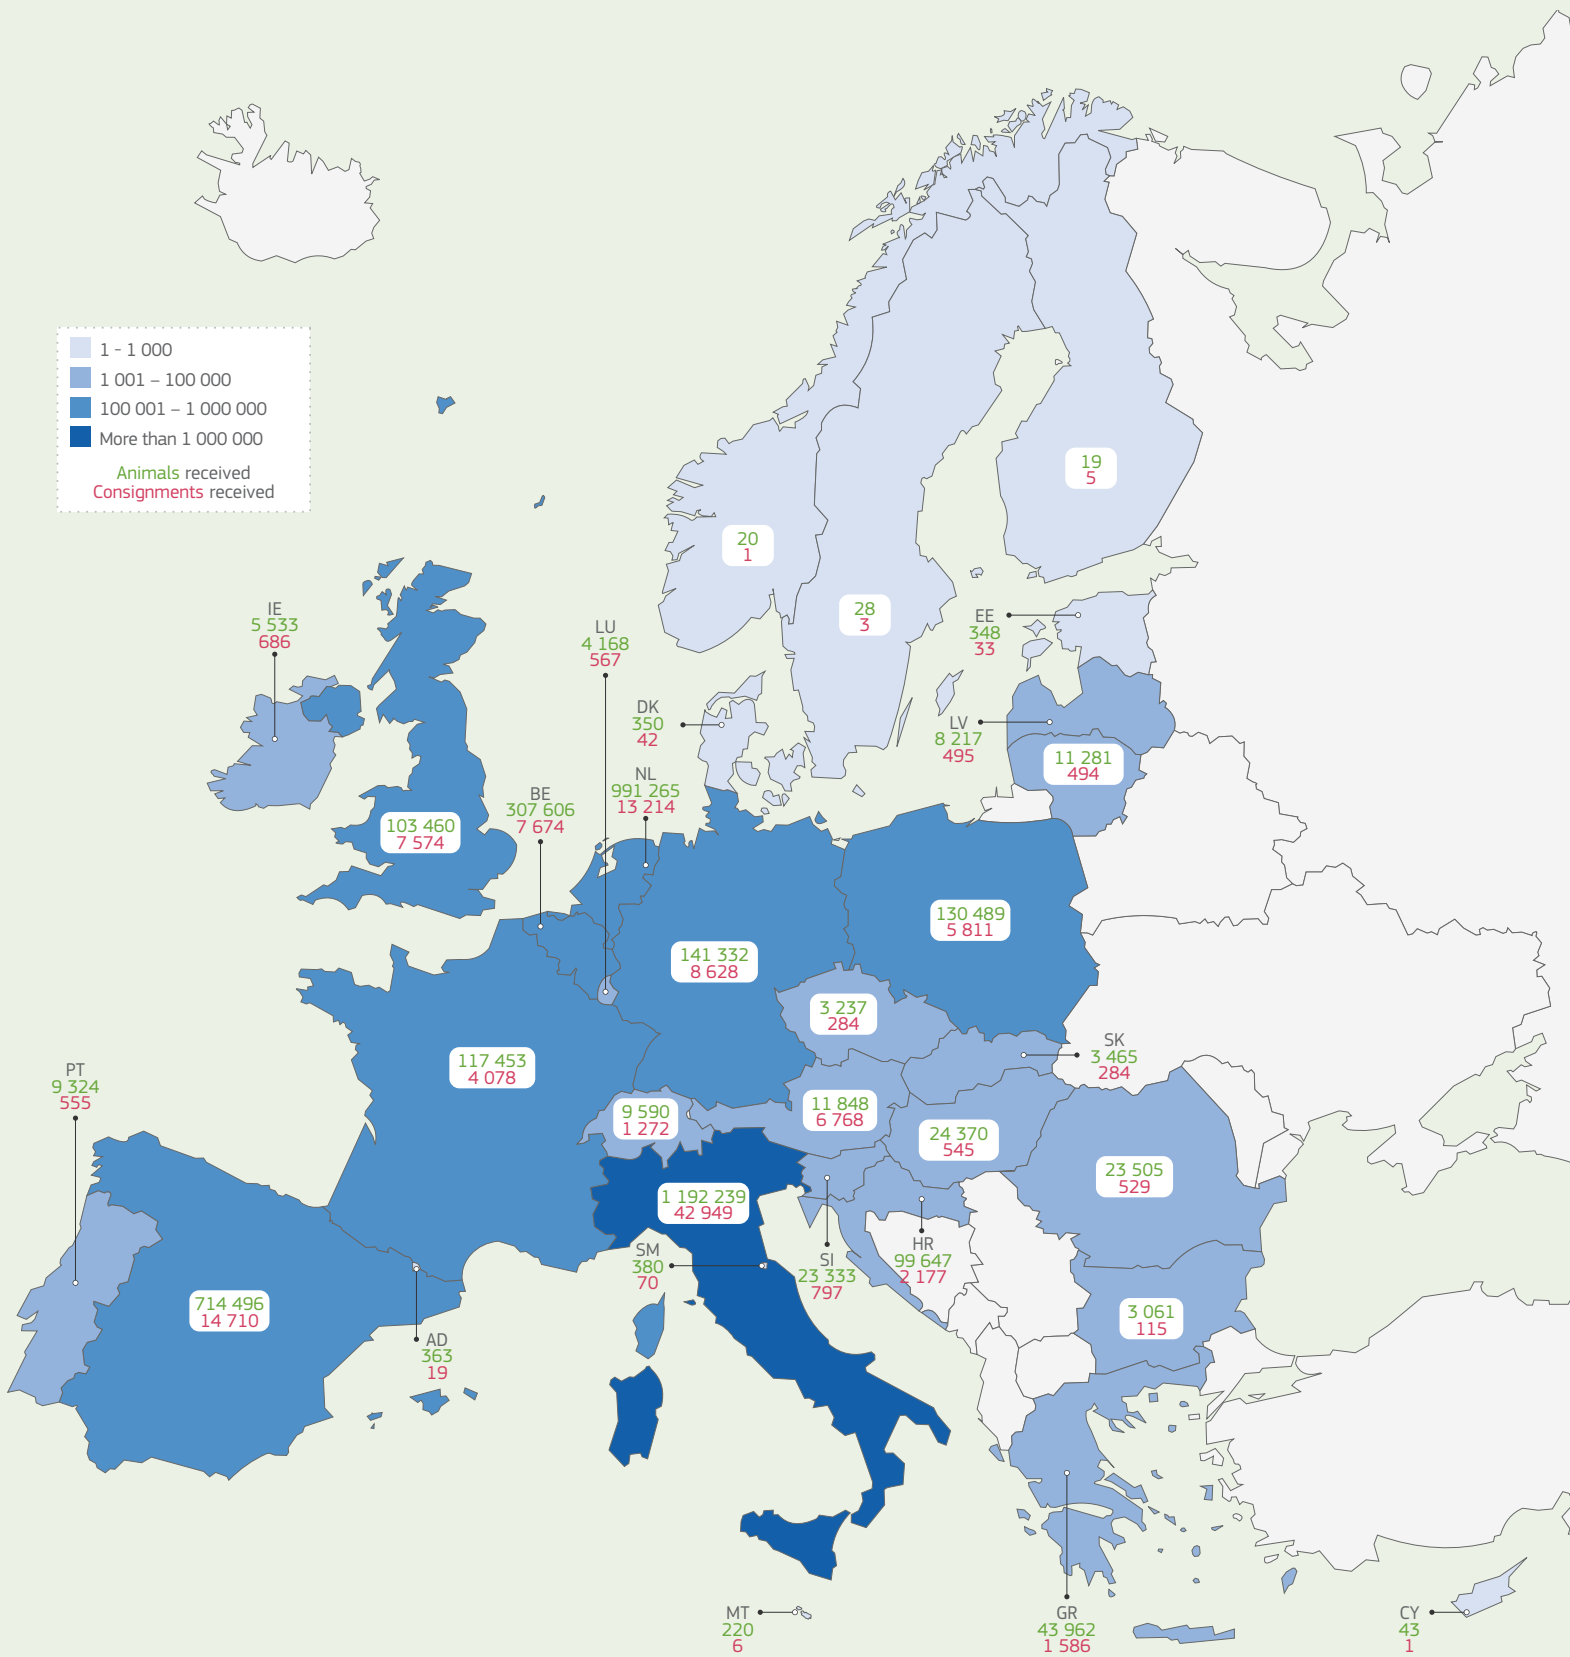 1 - 1 000
1 001 – 100 000
100 001 – 1 000 000
More than 1 000 000
Animals received
Consignments received
19
5
20
1
28
3
IE
5 533
686
LU
4 168
567
EE
348
33
DK
350
42
LV
8 217
495
11 281
494
NL
991 265
13 214
BE
307 606
7 674
103 460
7 574
130 489
5 811
141 332
8 628
3 237
284
SK
3 465
284
117 453
4 078
PT
9 324
555
9 590
1 272
11 848
6 768
24 370
545
23 505
529
1 192 239
42 949
SM
380
70
SI
23 333
797
HR
99 647
2 177
714 496
14 710
3 061
115
AD
363
19
MT
220
6
GR
43 962
1 586
CY
43
1